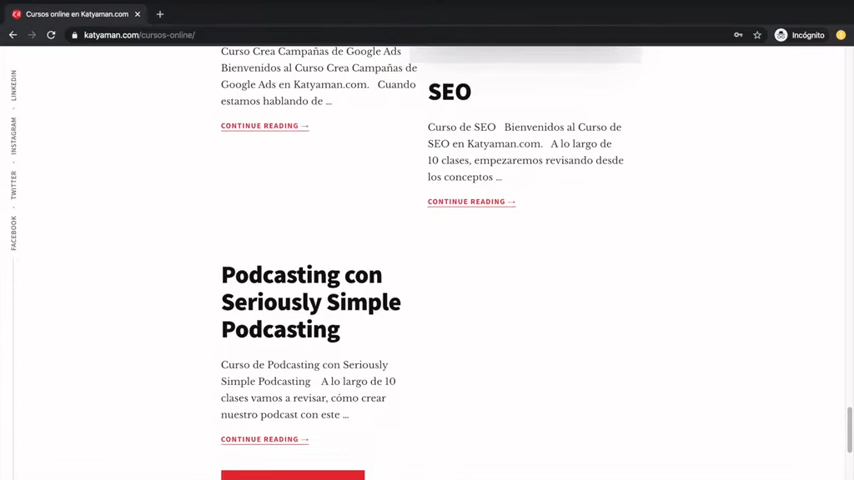 Cursos online en Katyaman.com
katyaman.com/cursos-online/
Incógnito
LINKEDIN
INSTAGRAM
TWITTER
FACEBOOK
Curso Crea Campañas de Google Ads
Bienvenidos al Curso Crea Campañas de
Google Ads en Katyaman.com. Cuando
estamos hablando de ...
CONTINUE READING →
SEO
Curso de SEO Bienvenidos al Curso de
SEO en Katyaman.com. A lo largo de
10 clases, empezaremos revisando desde
los conceptos ...
CONTINUE READING →
Podcasting con
Seriously Simple
Podcasting
Curso de Podcasting con Seriously
Simple Podcasting A lo largo de 10
clases vamos a revisar, cómo crear
nuestro podcast con este ...
CONTINUE READING →